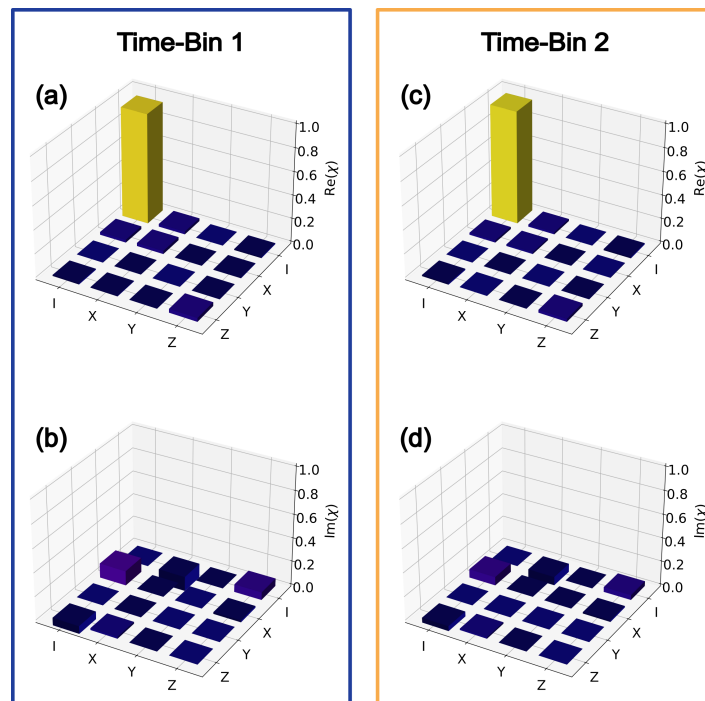 Time-Bin 1
(a)
1.0
0.8
0.6
0.4
0.2
0.0
Re(χ)
I
X
Y
Z
I
X
Y
Z
(b)
1.0
0.8
0.6
0.4
0.2
0.0
Im(χ)
I
X
Y
Z
I
X
Y
Z
Time-Bin 2
(c)
1.0
0.8
0.6
0.4
0.2
0.0
Re(χ)
I
X
Y
Z
I
X
Y
Z
(d)
1.0
0.8
0.6
0.4
0.2
0.0
Im(χ)
I
X
Y
Z
I
X
Y
Z